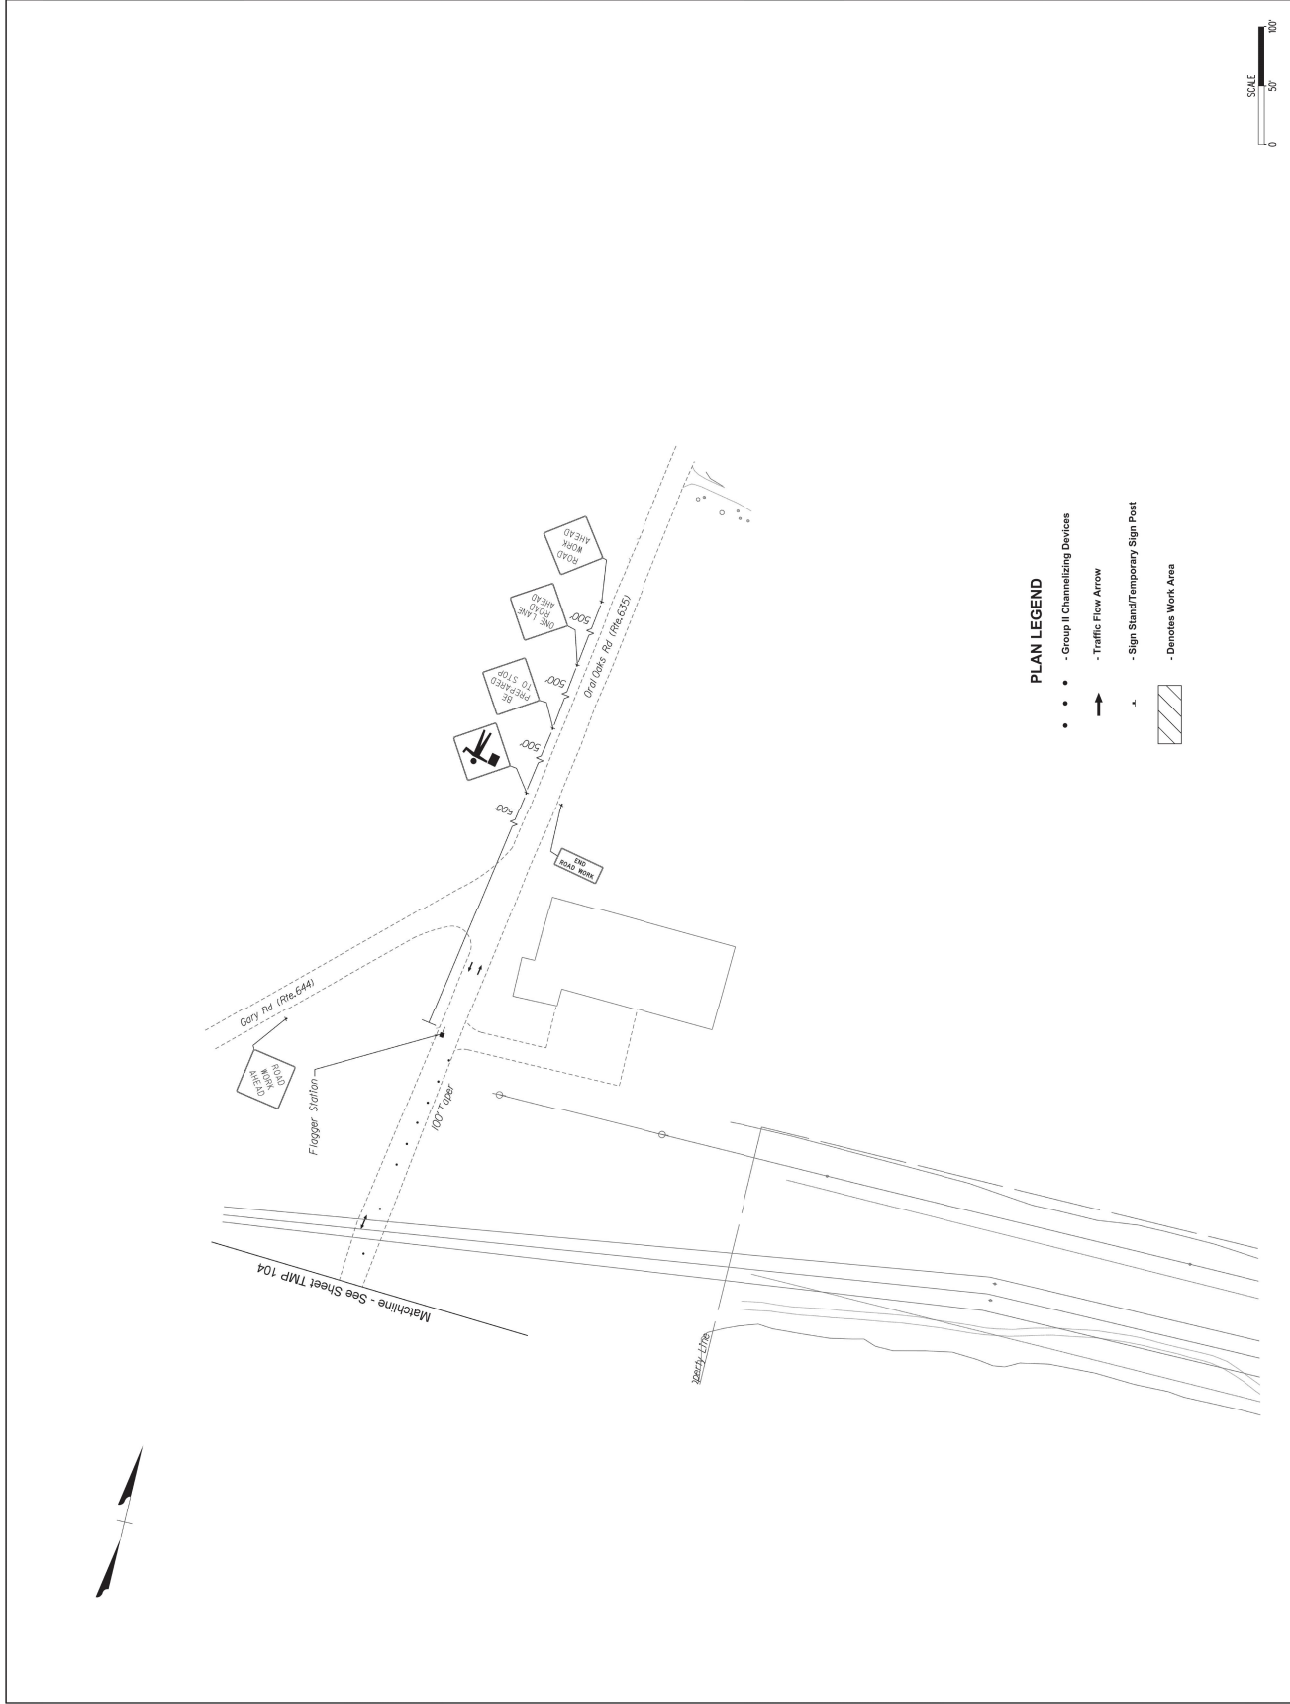 SCALE
0
50'
100'
ROAD
WORK
AHEAD
ONE LANE
ROAD
AHEAD
BE
PREPARED
TO STOP
500'
500'
500'
Oral Oaks Rd (Rte.635)
END
ROAD WORK
Gary Rd (Rte.644)
ROAD
WORK
AHEAD
Flagger Station
100' Taper
Matchline - See Sheet TMP 104
perty Line
PLAN LEGEND
- Group II Channelizing Devices
- Traffic Flow Arrow
- Sign Stand/Temporary Sign Post
- Denotes Work Area